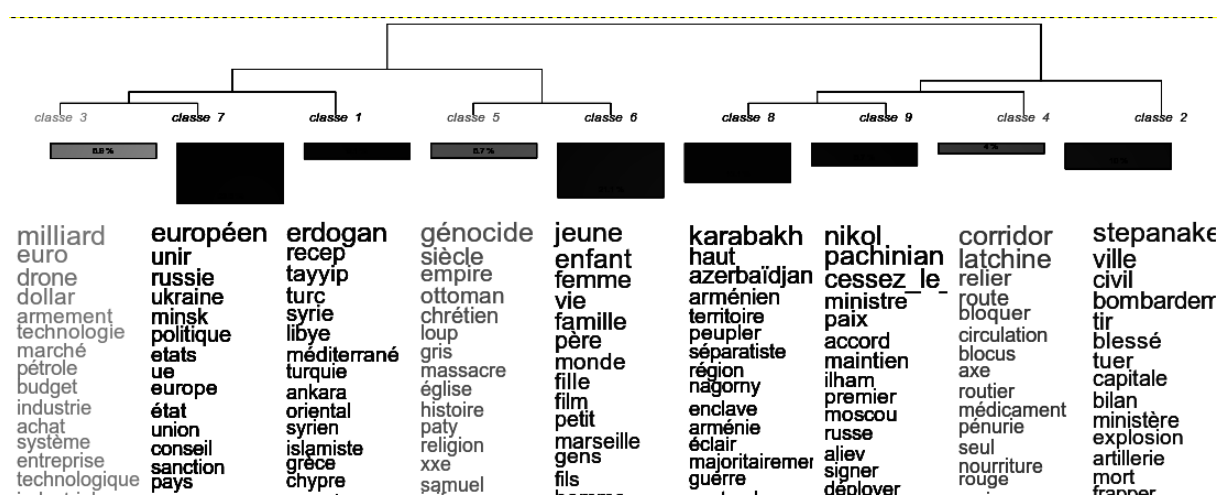 classe 3 classe 7 classe 1 classe 5 classe 6 classe 8 classe 9 classe 4 classe 2
6.7 % 4 %
milliard européen erdogan génocide jeune karabakh nikol corridor stepanake
euro unir recep siècle enfant haut pachinian latchine ville
drone russie tayyip empire femme azerbaïdjan cessez_le_ relier civil
dollar ukraine turc ottoman vie arménien ministre route bombardem
armement minsk syrie chrétien famille territoire paix bloquer tir
technologie politique libye loup père peupler accord circulation blessé
marché etats méditerrané gris monde séparatiste maintien blocus tuer
pétrole ue turquie massacre fille région ilham axe capitale
budget europe ankara église film nagorny premier routier bilan
industrie état oriental histoire petit enclave moscou médicament ministère
achat union syrien paty marseille arménie russe pénurie explosion
système conseil islamiste religion gens éclair aliev seul artillerie
entreprise sanction grèce xxe fils majoritairemer signer nourriture mort
technologique pays chypre samuel guerre déployer rouge frapper